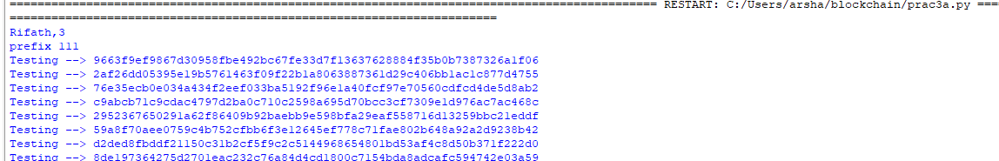 =========================================================================================== RESTART: C:/Users/arsha/blockchain/prac3a.py ===
====================================================================
Rifath,3
prefix 111
Testing --> 9663f9ef9867d30958fbe492bc67fe33d7f13637628884f35b0b7387326a1f06
Testing --> 2af26dd05395e19b5761463f09f22b1a8063887361d29c406bb1ac1c877d4755
Testing --> 76e35ecb0e034a434f2eef033ba5192f96e1a40fcf97e70560cdfcd4de5d8ab2
Testing --> c9abcb71c9cdac4797d2ba0c710c2598a695d70bcc3cf7309e1d976ac7ac468c
Testing --> 2952367650291a62f86409b92baebb9e598bfa29eaf558716d13259bbc21eddf
Testing --> 59a8f70aee0759c4b752cfbb6f3e12645ef778c71fae802b648a92a2d9238b42
Testing --> d2ded8fbddf21150c31b2cf5f9c2c5144968654801bd53af4c8d50b371f222d0
Testing --> 8de197364275d2701eac232c76a84d4cd1800c7154bda8adcafc594742e03a59